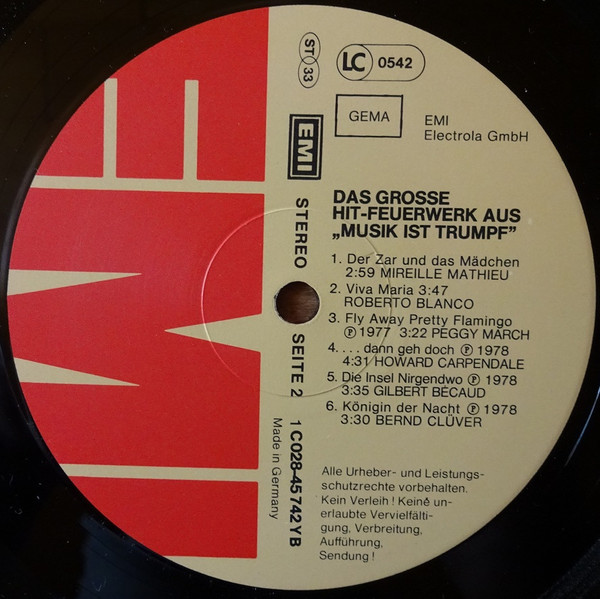 ST
33
LC 0542
GEMA
EMI
Electrola GmbH
EMI
DAS GROSSE
HIT-FEUERWERK AUS
„MUSIK IST TRUMPF”
1. Der Zar und das Mädchen
2:59 MIREILLE MATHIEU
2. Viva Maria 3:47
ROBERTO BLANCO
3. Fly Away Pretty Flamingo
Ⓟ 1977 3:22 PEGGY MARCH
4. . . . dann geh doch Ⓟ 1978
4:31 HOWARD CARPENDALE
5. Die Insel Nirgendwo Ⓟ 1978
3:35 GILBERT BÉCAUD
6. Königin der Nacht Ⓟ 1978
3:30 BERND CLÜVER
STEREO SEITE 2 1 C 028-45 742 Y B
Made in Germany
Alle Urheber- und Leistungs-
schutzrechte vorbehalten.
Kein Verleih! Keine un-
erlaubte Vervielfälti-
gung, Verbreitung,
Aufführung,
Sendung!
EMI